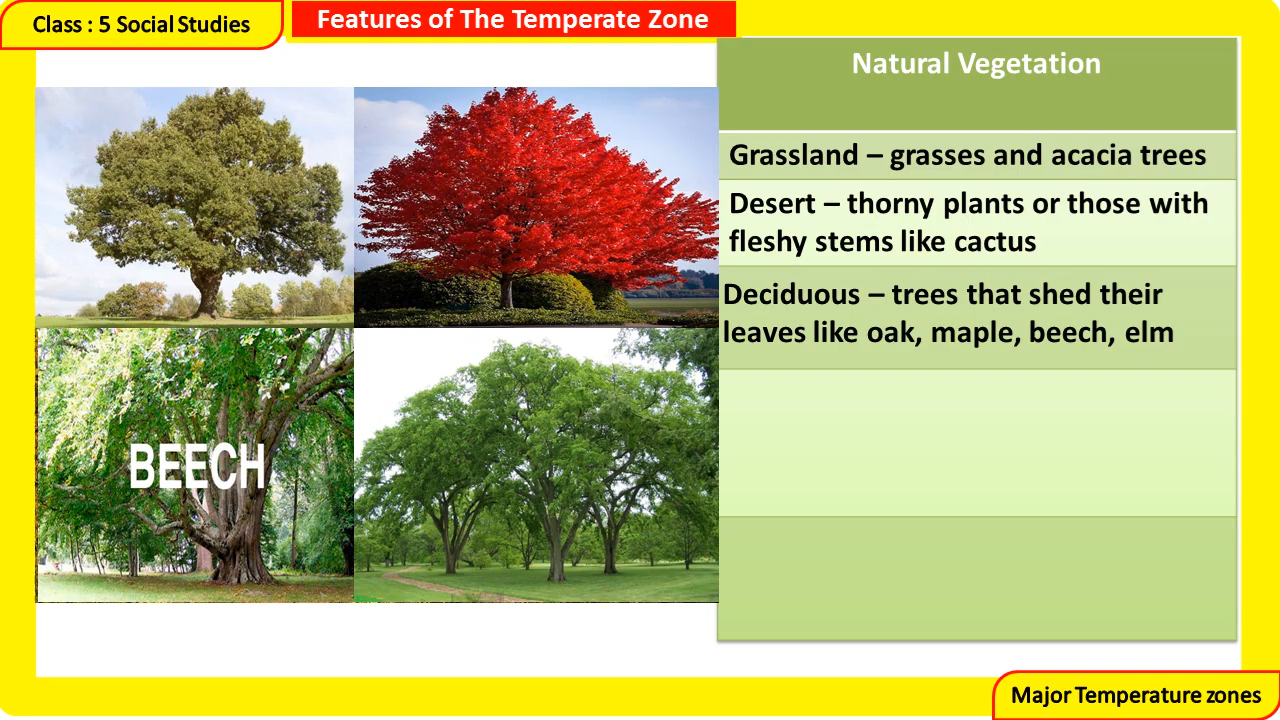 Class : 5 Social Studies
Features of The Temperate Zone
Natural Vegetation
Grassland – grasses and acacia trees
Desert – thorny plants or those with
fleshy stems like cactus
Deciduous – trees that shed their
leaves like oak, maple, beech, elm
BEECH
Major Temperature zones